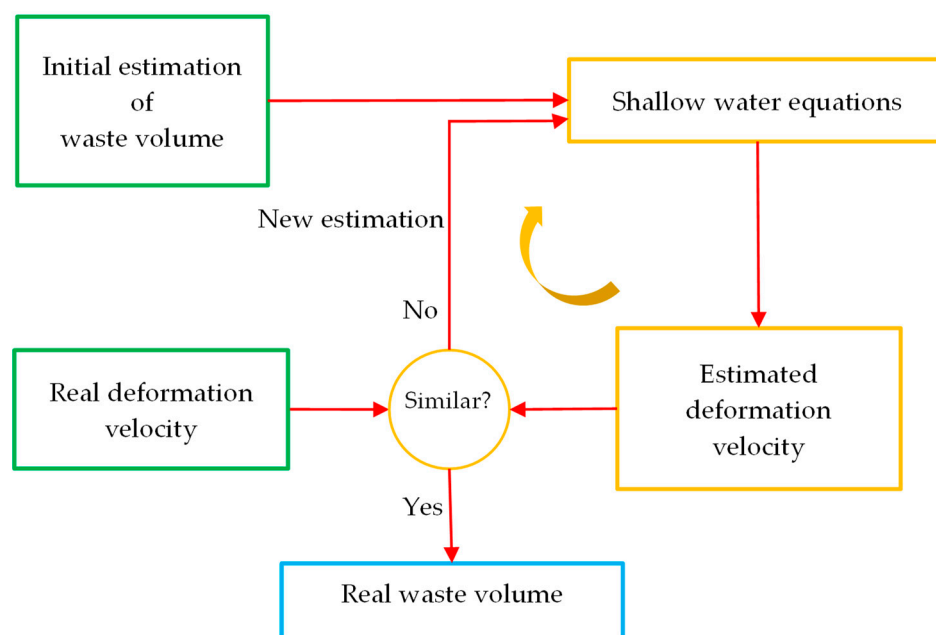 Initial estimation
of
waste volume
Shallow water equations
New estimation
No
Real deformation
velocity
Similar?
Estimated
deformation
velocity
Yes
Real waste volume